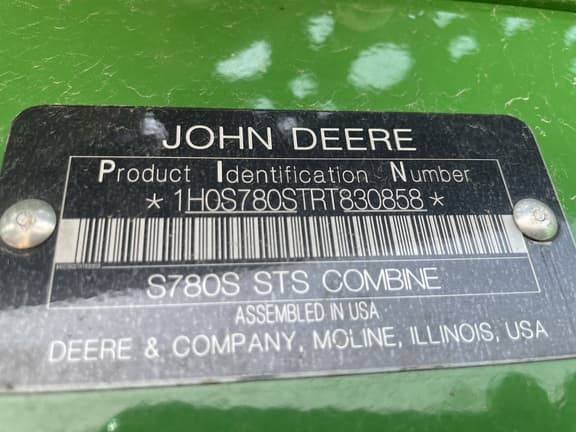 JOHN DEERE
Product Identification Number
* 1H0S780STRT830858 *
S780S STS COMBINE
ASSEMBLED IN USA
DEERE & COMPANY, MOLINE, ILLINOIS, USA